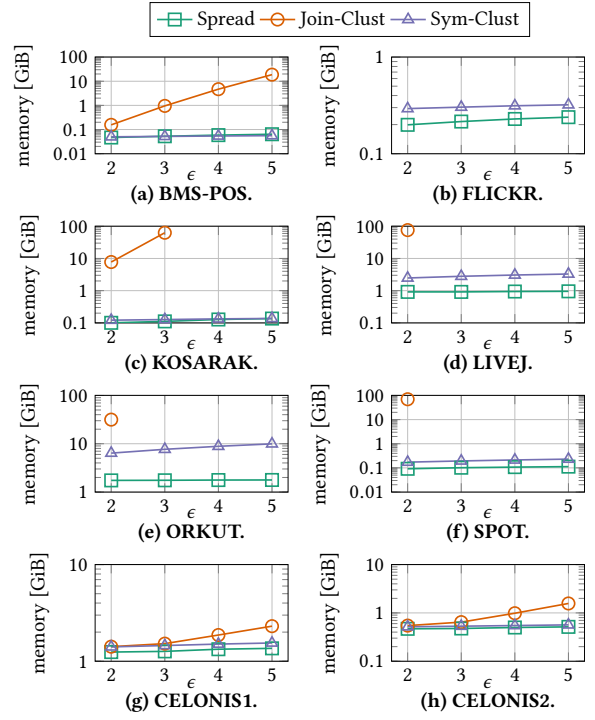 Spread Join-Clust Sym-Clust
memory [GiB] 100 10 1 0.1 0.01 2 3 4 5 ϵ
memory [GiB] 1 0.1 2 3 4 5 ϵ
(a) BMS-POS. (b) FLICKR.
memory [GiB] 100 10 1 0.1 2 3 4 5 ϵ
memory [GiB] 100 10 1 0.1 2 3 4 5 ϵ
(c) KOSARAK. (d) LIVEJ.
memory [GiB] 100 10 1 2 3 4 5 ϵ
memory [GiB] 100 10 1 0.1 0.01 2 3 4 5 ϵ
(e) ORKUT. (f) SPOT.
memory [GiB] 10 1 2 3 4 5 ϵ
memory [GiB] 10 1 0.1 2 3 4 5 ϵ
(g) CELONIS1. (h) CELONIS2.